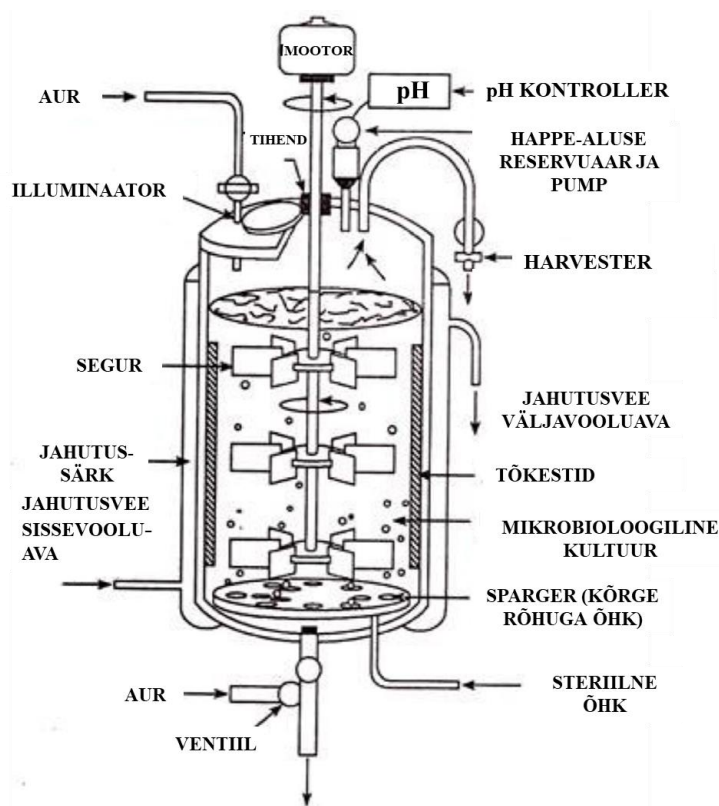 MOOTOR
AUR
pH
pH KONTROLLER
TIHEND
HAPPE-ALUSE
RESERVUAAR JA
PUMP
ILLUMINAATOR
HARVESTER
SEGUR
JAHUTUSVEE
VÄLJAVOOLUAVA
JAHUTUS-
SÄRK
TÕKESTID
JAHUTUSVEE
SISSEVOOLU-
AVA
MIKROBIOLOOGILINE
KULTUUR
SPARGER (KÕRGE
RÕHUGA ÕHK)
AUR
STERIILNE
ÕHK
VENTIIL